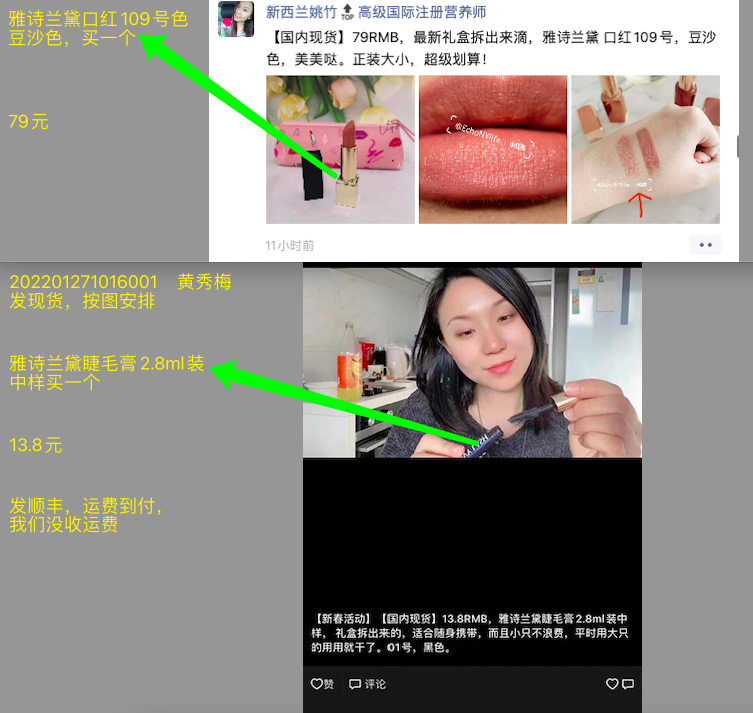 雅诗兰黛口红109号色
豆沙色，买一个
79元
新西兰姚竹 TOP 高级国际注册营养师
【国内现货】79RMB，最新礼盒拆出来滴，雅诗兰黛 口红109号，豆沙
色，美美哒。正装大小，超级划算！
@EchoNVlife
11小时前
202201271016001 黄秀梅
发现货，按图安排
雅诗兰黛睫毛膏2.8ml装
中样买一个
13.8元
发顺丰，运费到付，
我们没收运费
【新春活动】【国内现货】13.8RMB，雅诗兰黛睫毛膏2.8ml装中
样， 礼盒拆出来的，适合随身携带，而且小只不浪费，平时用大只
的用用就干了。01号，黑色。
赞 评论